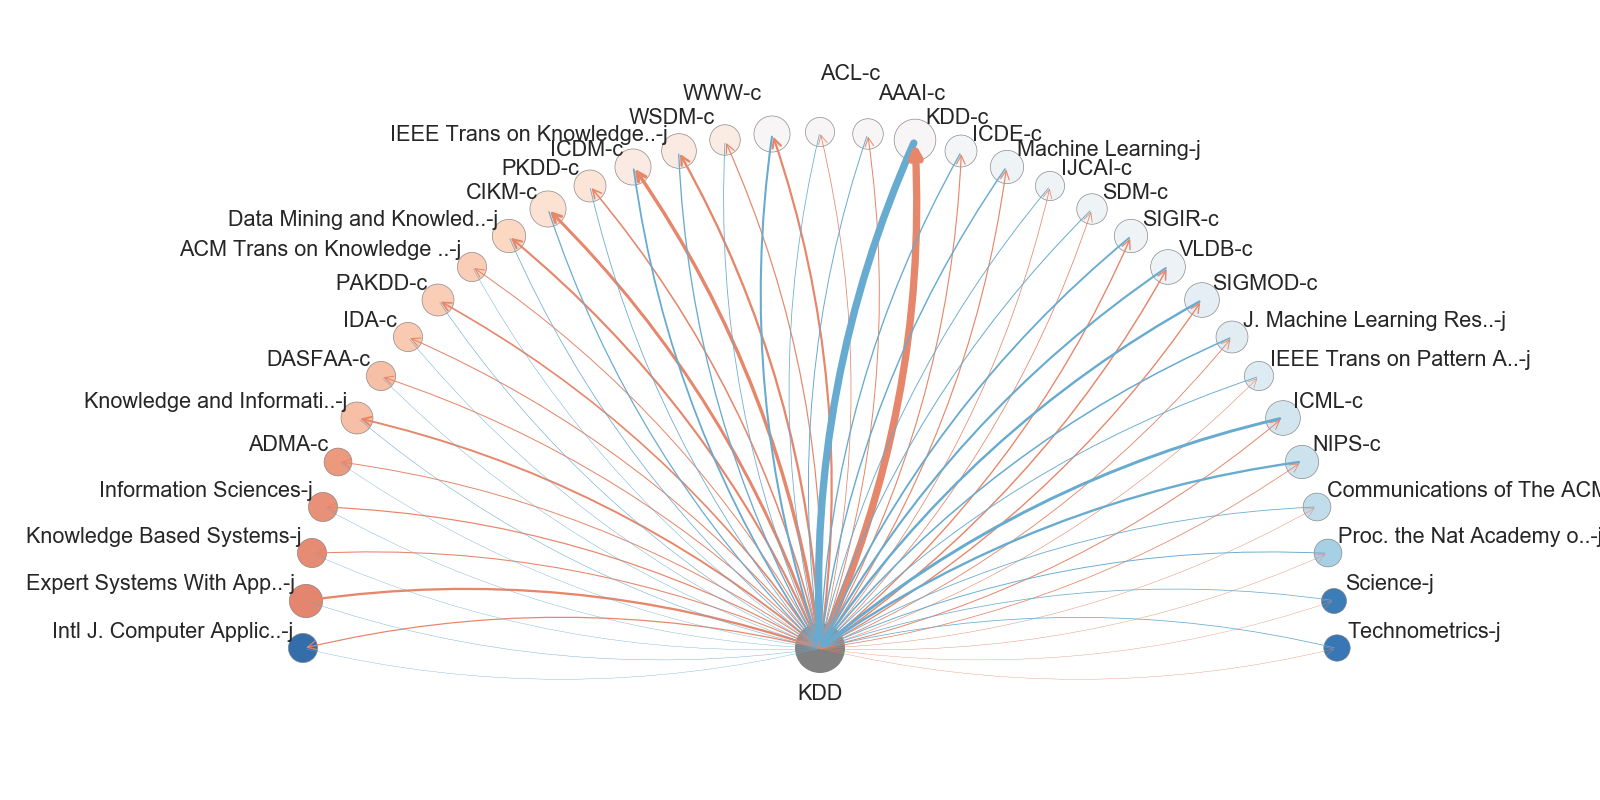 ACL-c
WWW-c
AAAI-c
WSDM-c
KDD-c
IEEE Trans on Knowledge..-j
ICDE-c
ICDM-c
Machine Learning-j
PKDD-c
IJCAI-c
CIKM-c
SDM-c
Data Mining and Knowled..-j
SIGIR-c
ACM Trans on Knowledge ..-j
VLDB-c
PAKDD-c
SIGMOD-c
IDA-c
J. Machine Learning Res..-j
DASFAA-c
IEEE Trans on Pattern A..-j
Knowledge and Informati..-j
ICML-c
ADMA-c
NIPS-c
Information Sciences-j
Communications of The ACM
Knowledge Based Systems-j
Proc. the Nat Academy o..-j
Expert Systems With App..-j
Science-j
Intl J. Computer Applic..-j
Technometrics-j
KDD